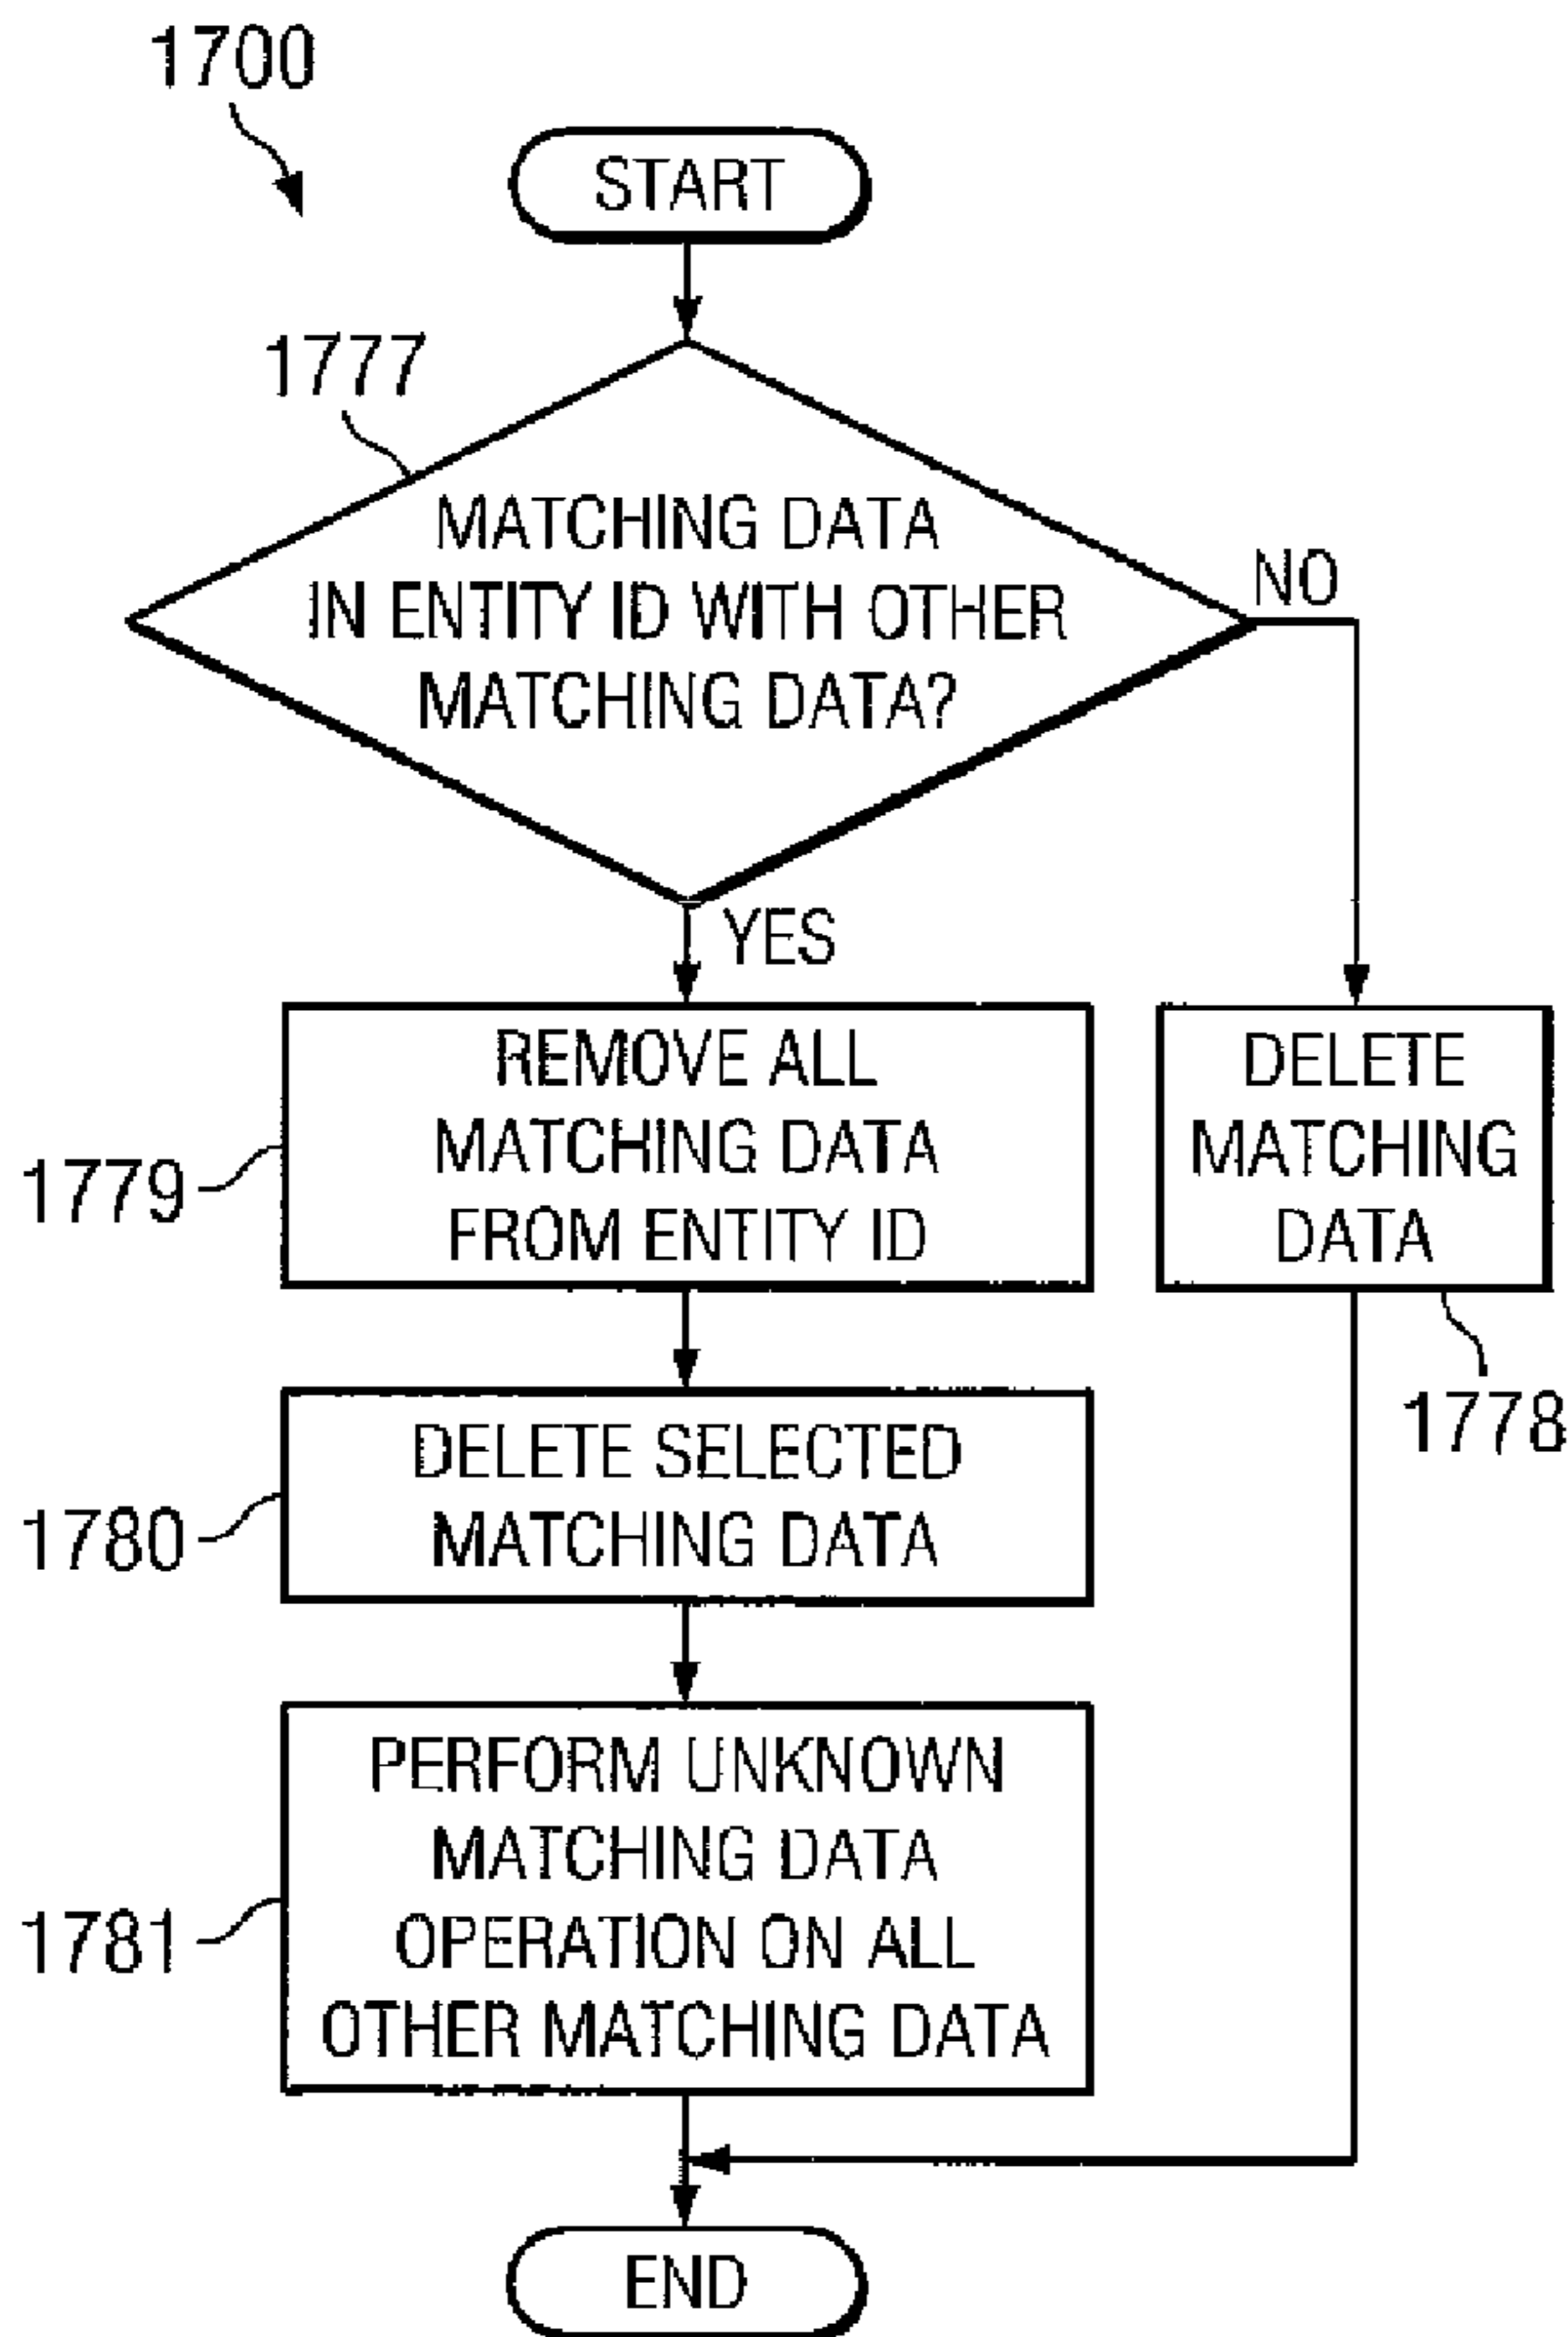 1700
START
1777
MATCHING DATA
IN ENTITY ID WITH OTHER
MATCHING DATA?
NO
YES
REMOVE ALL
MATCHING DATA
FROM ENTITY ID
1779
DELETE
MATCHING
DATA
1778
DELETE SELECTED
MATCHING DATA
1780
PERFORM UNKNOWN
MATCHING DATA
OPERATION ON ALL
OTHER MATCHING DATA
1781
END